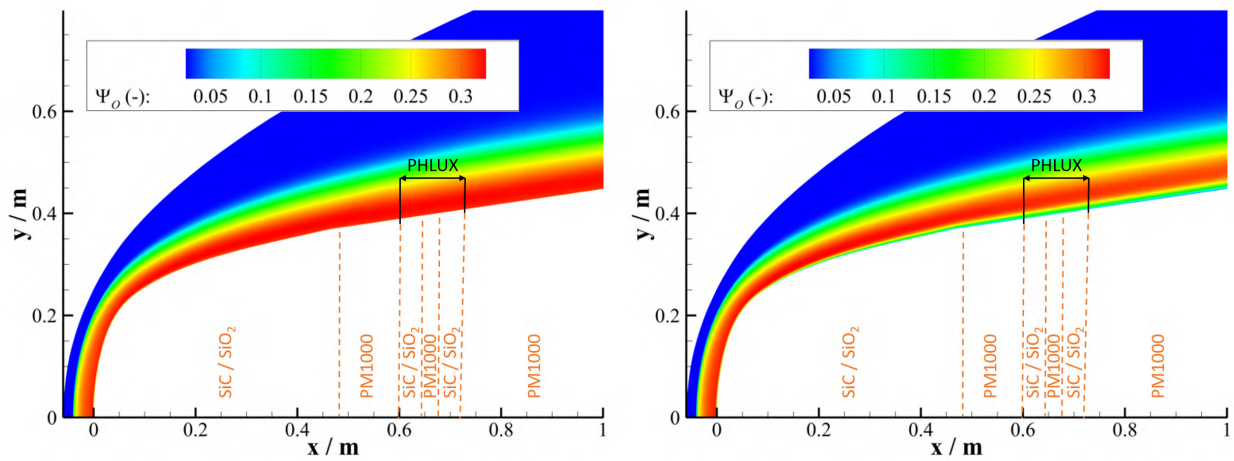 Ψ_O (-): 0.05 0.1 0.15 0.2 0.25 0.3
y / m
0.6
0.4
0.2
0
PHLUX
SiC / SiO₂
PM1000
SiC / SiO₂
PM1000
SiC / SiO₂
PM1000
0 0.2 0.4 0.6 0.8 1
x / m
Ψ_O (-): 0.05 0.1 0.15 0.2 0.25 0.3
y / m
0.6
0.4
0.2
0
PHLUX
SiC / SiO₂
PM1000
SiC / SiO₂
PM1000
SiC / SiO₂
PM1000
0 0.2 0.4 0.6 0.8 1
x / m